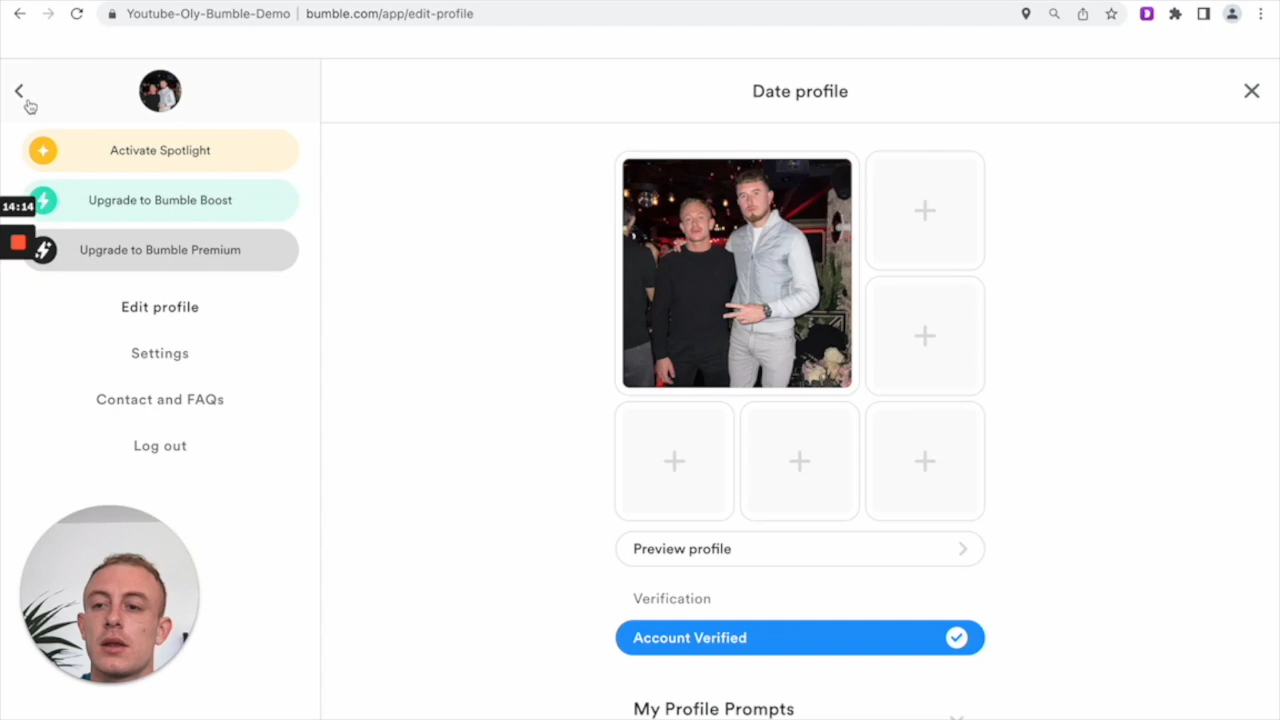 Youtube-Oly-Bumble-Demo | bumble.com/app/edit-profile
Date profile
Activate Spotlight
Upgrade to Bumble Boost
14:14
Upgrade to Bumble Premium
Edit profile
Settings
Contact and FAQs
Log out
Preview profile
Verification
Account Verified
My Profile Prompts